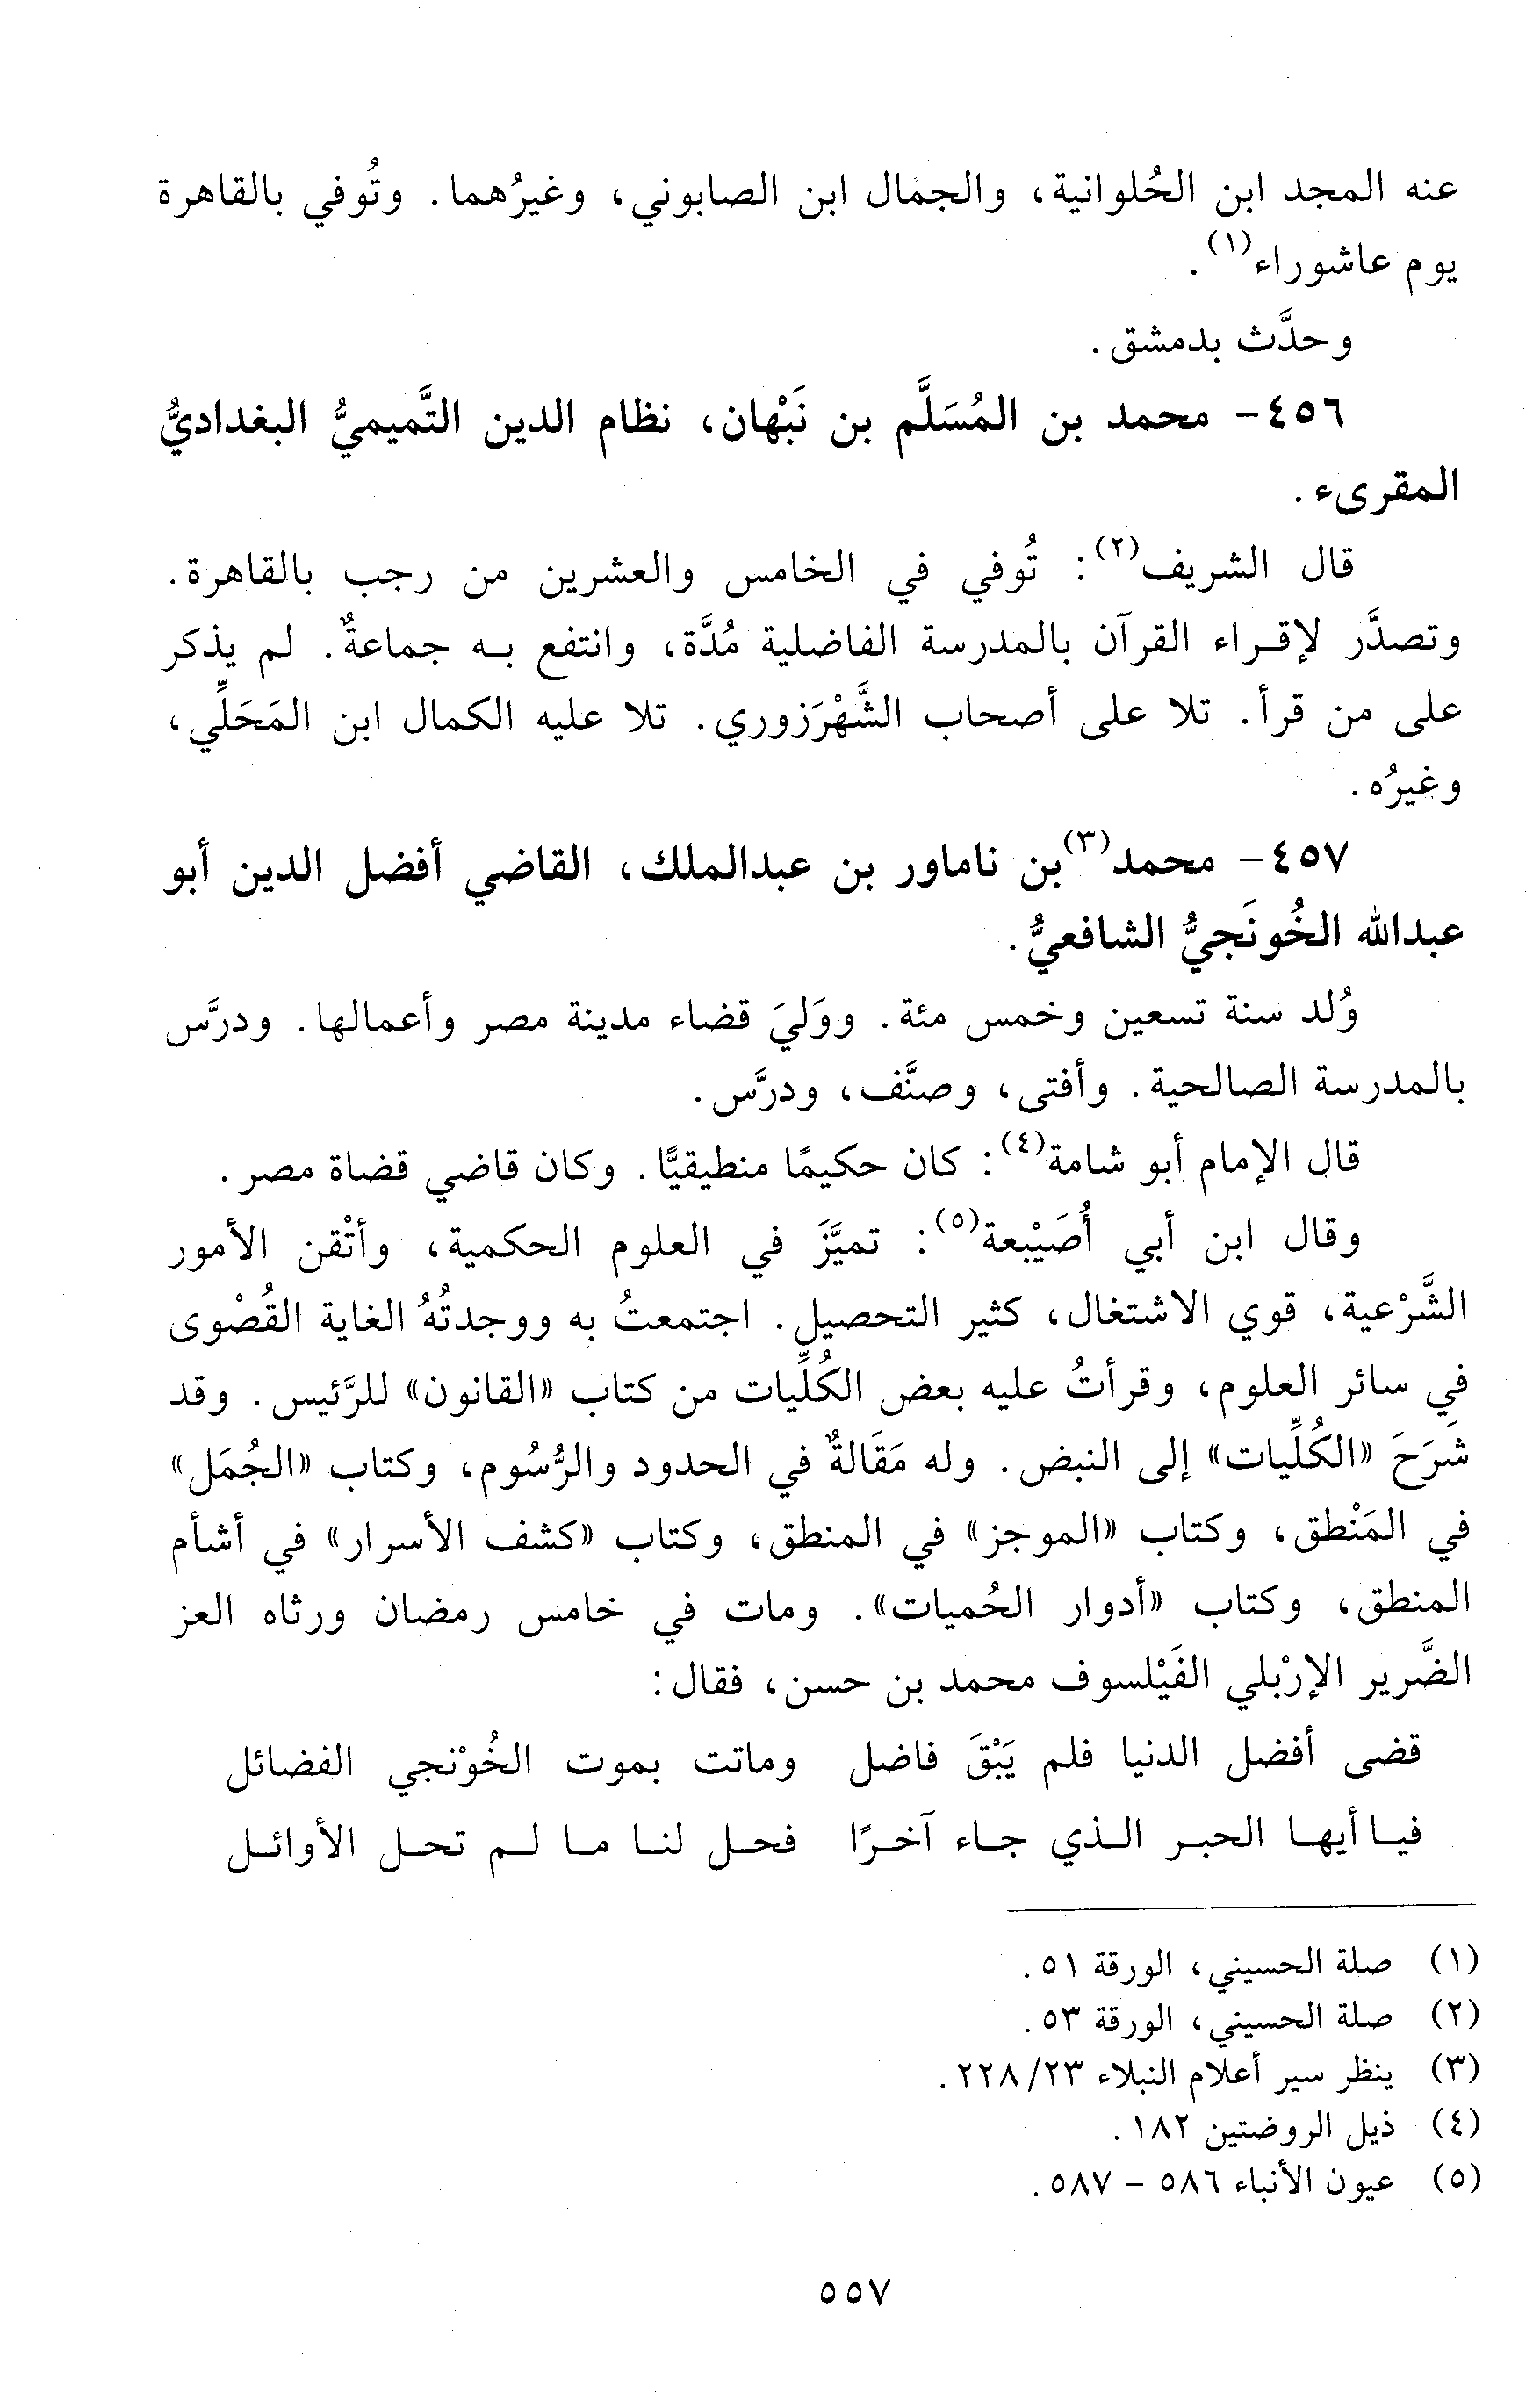 عنه المجد ابن الحُلوانية، والجمال ابن الصابوني، وغيرُهما. وتُوفي بالقاهرة
يوم عاشوراء(١).
وحدَّث بدمشق.
٤٥٦- محمد بن المُسَلَّم بن نَبْهان، نظام الدين التَّميميُّ البغداديُّ
المقرىء.
قال الشريف(٢): تُوفي في الخامس والعشرين من رجب بالقاهرة.
وتصدَّر لإقراء القرآن بالمدرسة الفاضلية مُدَّة، وانتفع به جماعةٌ. لم يذكر
على من قرأ. تلا على أصحاب الشَّهْرَزوري. تلا عليه الكمال ابن المَحَلِّي،
وغيرُه.
٤٥٧- محمد(٣) بن ناماور بن عبدالملك، القاضي أفضل الدين أبو
عبدالله الخُونَجيُّ الشافعيُّ.
وُلد سنة تسعين وخمس مئة. ووَليَ قضاء مدينة مصر وأعمالها. ودرَّس
بالمدرسة الصالحية. وأفتى، وصنَّف، ودرَّس.
قال الإمام أبو شامة(٤): كان حكيمًا منطيقيًّا. وكان قاضي قضاة مصر.
وقال ابن أبي أُصَيْبعة(٥): تميَّزَ في العلوم الحكمية، وأتْقن الأمور
الشَّرْعية، قوي الاشتغال، كثير التحصيل. اجتمعتُ به ووجدتُهُ الغاية القُصْوى
في سائر العلوم، وقرأتُ عليه بعض الكُلِّيات من كتاب «القانون» للرَّئيس. وقد
شَرَحَ «الكُلِّيات» إلى النبض. وله مَقَالةٌ في الحدود والرُّسُوم، وكتاب «الجُمَل»
في المَنْطق، وكتاب «الموجز» في المنطق، وكتاب «كشف الأسرار» في أشأم
المنطق، وكتاب «أدوار الحُميات». ومات في خامس رمضان ورثاه العز
الضَّرير الإرْبلي الفَيْلسوف محمد بن حسن، فقال:
قضى أفضل الدنيا فلم يَبْقَ فاضل وماتت بموت الخُوْنجي الفضائل
فيا أيها الحبر الذي جاء آخرًا فحل لنا ما لم تحل الأوائل
(١) صلة الحسيني، الورقة ٥١.
(٢) صلة الحسيني، الورقة ٥٣.
(٣) ينظر سير أعلام النبلاء ٢٣/ ٢٢٨.
(٤) ذيل الروضتين ١٨٢.
(٥) عيون الأنباء ٥٨٦ - ٥٨٧.
٥٥٧